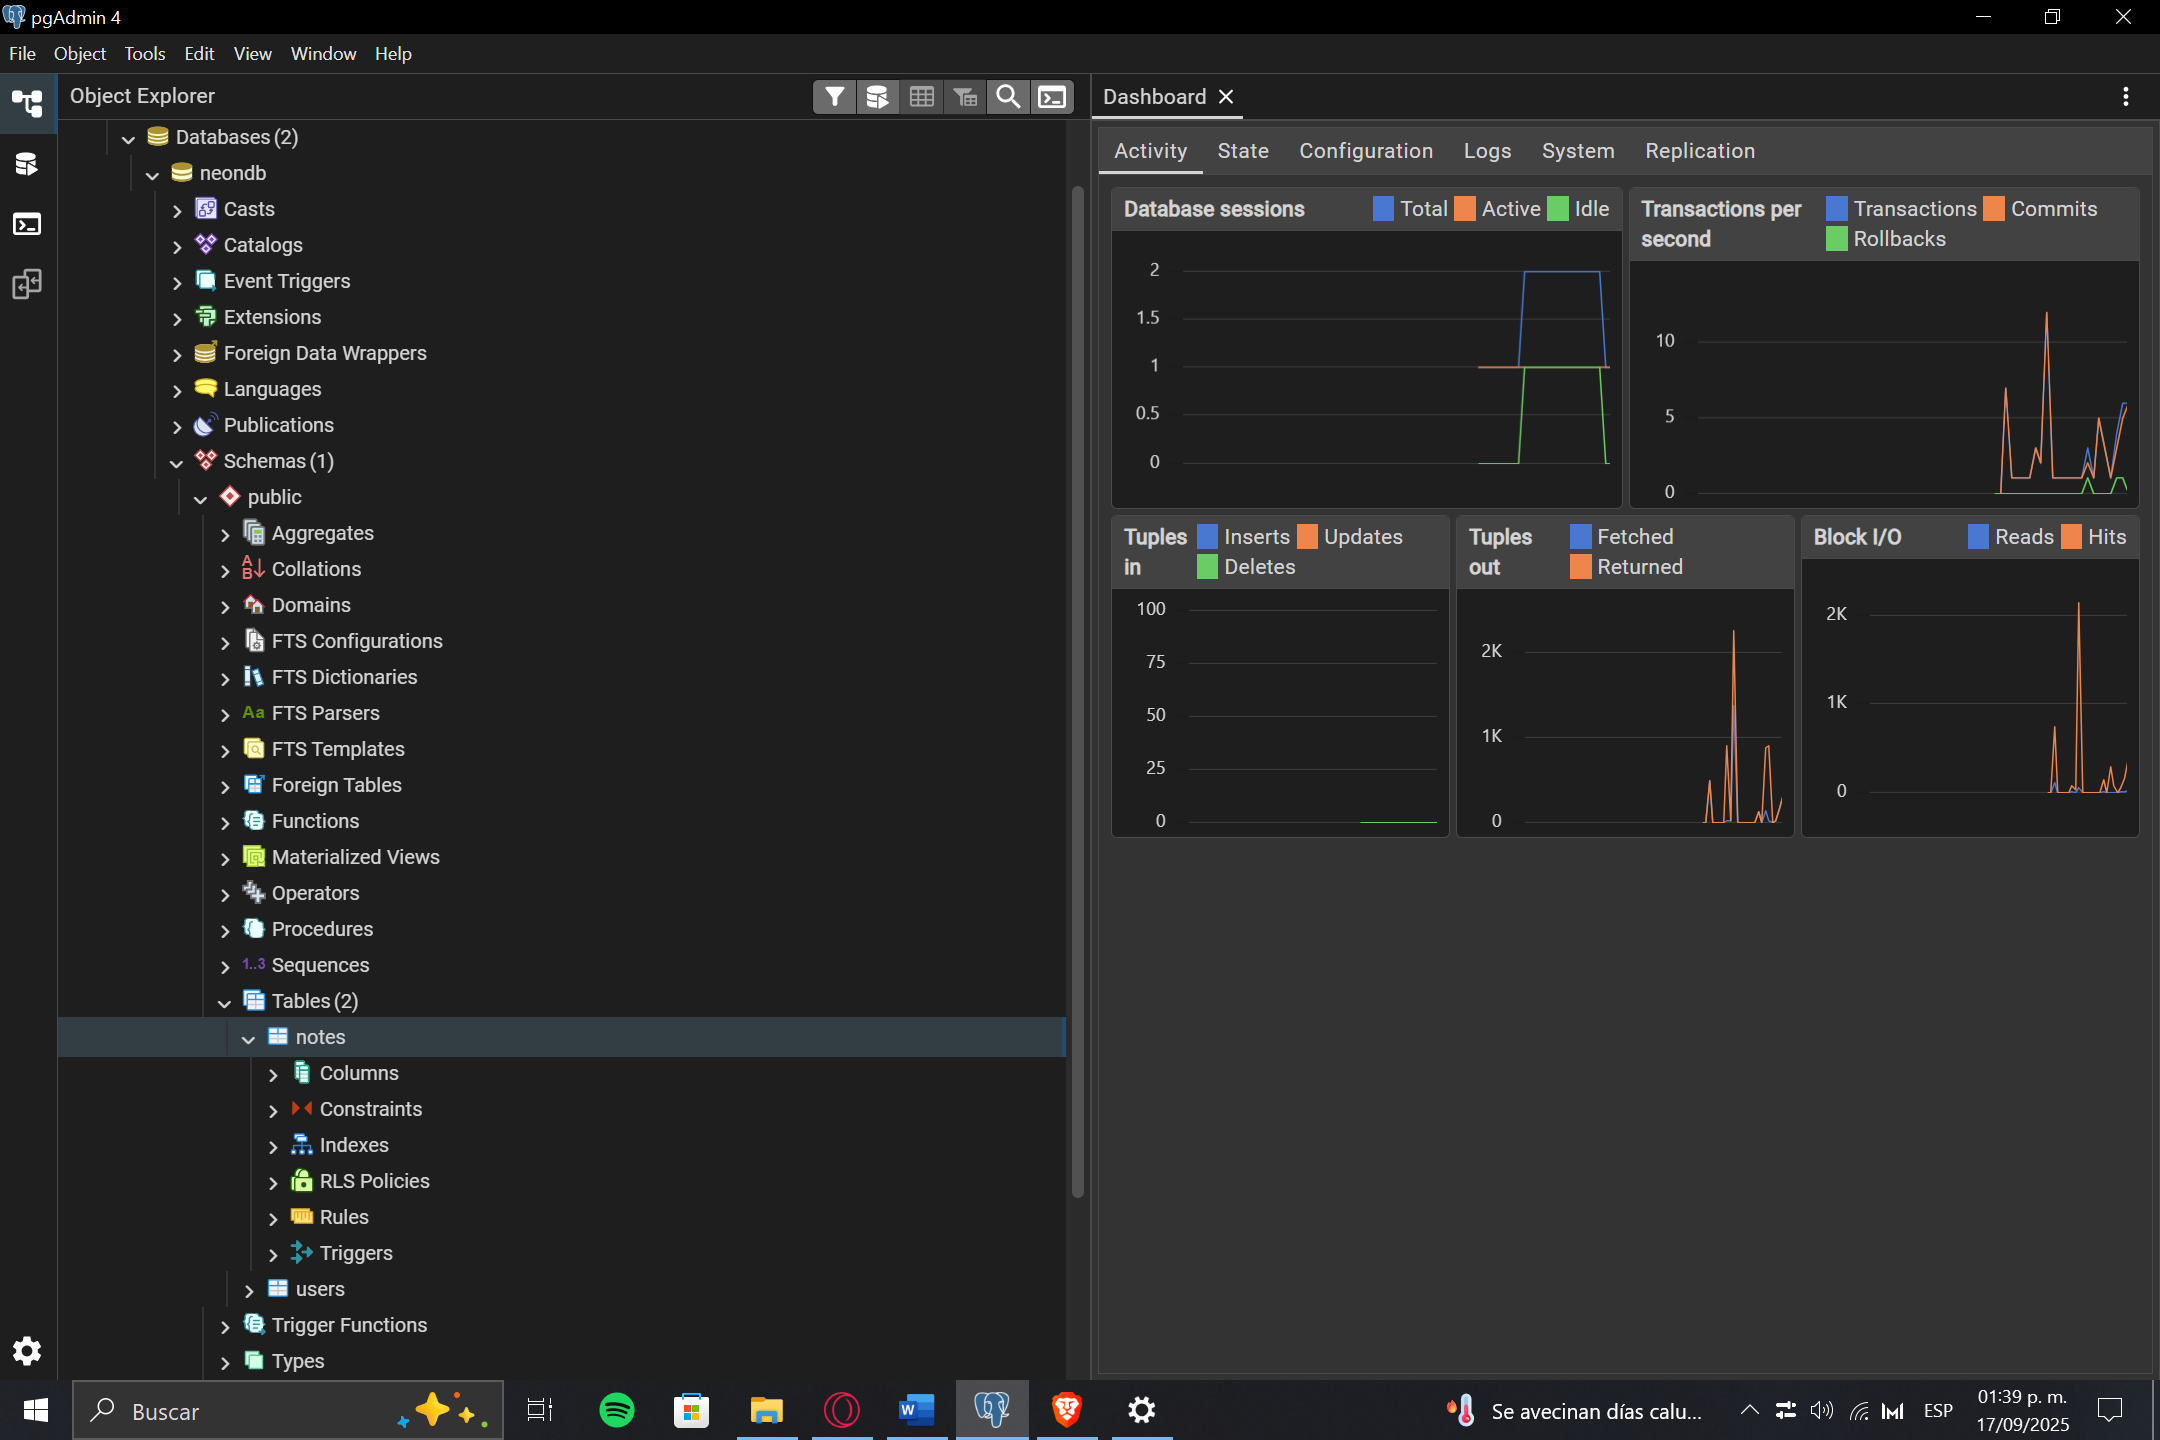 pgAdmin 4
File Object Tools Edit View Window Help
Object Explorer
Databases (2)
neondb
Casts
Catalogs
Event Triggers
Extensions
Foreign Data Wrappers
Languages
Publications
Schemas (1)
public
Aggregates
Collations
Domains
FTS Configurations
FTS Dictionaries
Aa FTS Parsers
FTS Templates
Foreign Tables
Functions
Materialized Views
Operators
Procedures
1..3 Sequences
Tables (2)
notes
Columns
Constraints
Indexes
RLS Policies
Rules
Triggers
users
Trigger Functions
Types
Dashboard
Activity State Configuration Logs System Replication
Database sessions Total Active Idle
2
1.5
1
0.5
0
Transactions per second Transactions Commits Rollbacks
10
5
0
Tuples in Inserts Updates Deletes
100
75
50
25
0
Tuples out Fetched Returned
2K
1K
0
Block I/O Reads Hits
2K
1K
0
Buscar
Se avecinan días calu...
ESP
01:39 p. m.
17/09/2025